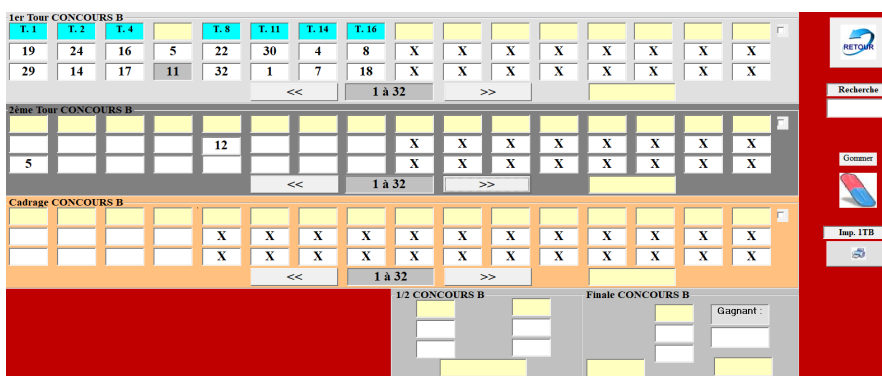 1er Tour CONCOURS B
T. 1 T. 2 T. 4 T. 8 T. 11 T. 14 T. 16
19 24 16 5 22 30 4 8 X X X X X X X X
29 14 17 11 32 1 7 18 X X X X X X X X
<< 1 à 32 >>
RETOUR
Recherche
2ème Tour CONCOURS B
12 X X X X X X X X
5 X X X X X X X X
<< 1 à 32 >>
Gommer
Cadrage CONCOURS B
X X X X X X X X X X X X
X X X X X X X X X X X X
<< 1 à 32 >>
Imp. 1TB
1/2 CONCOURS B
Finale CONCOURS B
Gagnant :